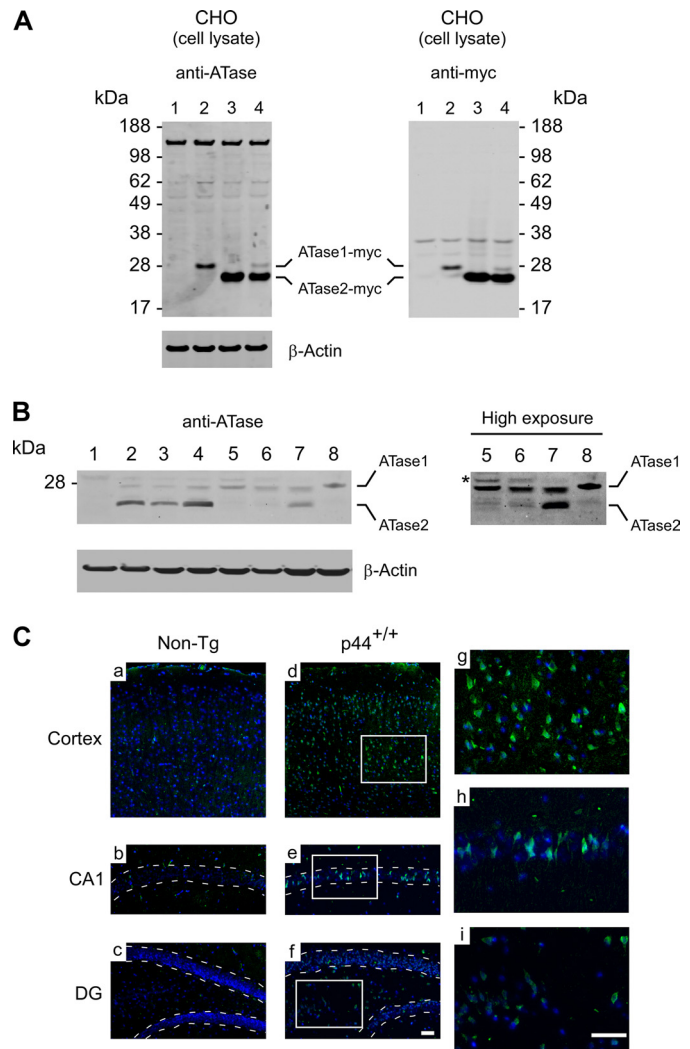 A
CHO
(cell lysate)
anti-ATase
kDa
1 2 3 4
188
98
62
49
38
28
17
β-Actin
CHO
(cell lysate)
anti-myc
kDa
1 2 3 4
188
98
62
49
38
28
17
ATase1-myc
ATase2-myc
B
anti-ATase
kDa
1 2 3 4 5 6 7 8
28
ATase1
ATase2
β-Actin
High exposure
5 6 7 8
*
ATase1
ATase2
C
Non-Tg p44+/+
a d g
Cortex
b e h
CA1
c f i
DG